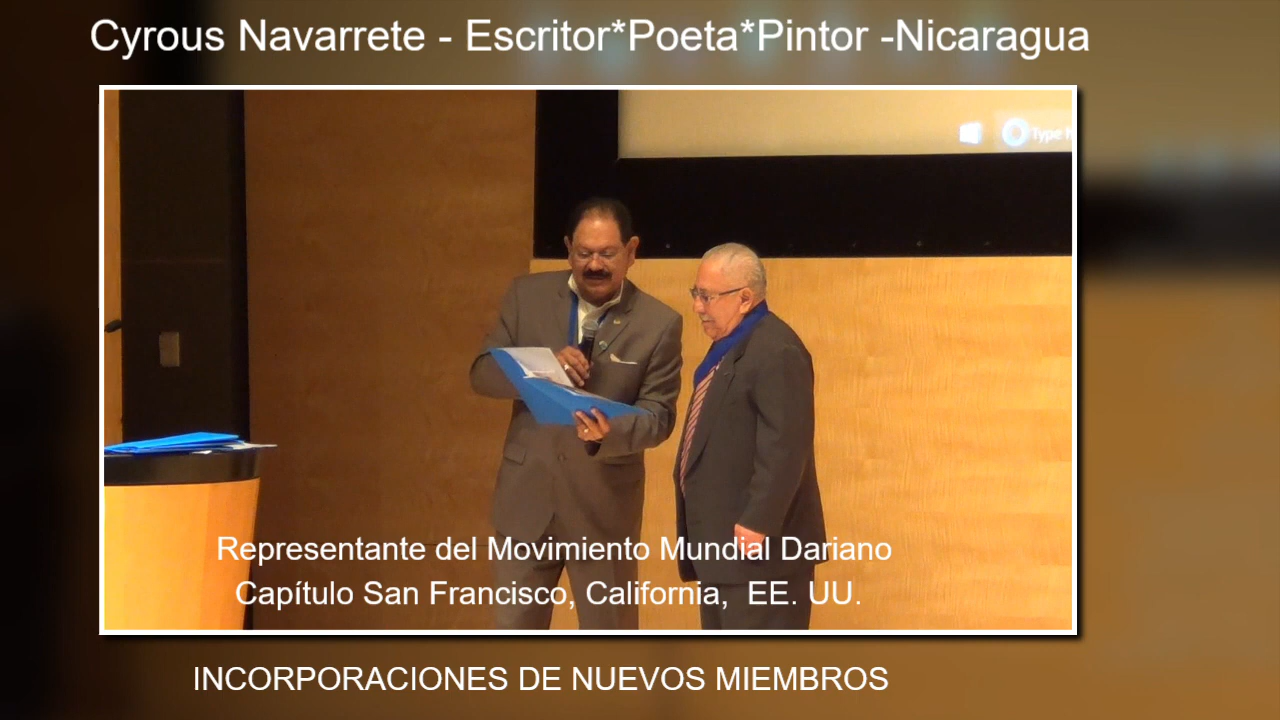 Cyrous Navarrete - Escritor*Poeta*Pintor -Nicaragua
Type
Representante del Movimiento Mundial Dariano
Capítulo San Francisco, California, EE. UU.
INCORPORACIONES DE NUEVOS MIEMBROS